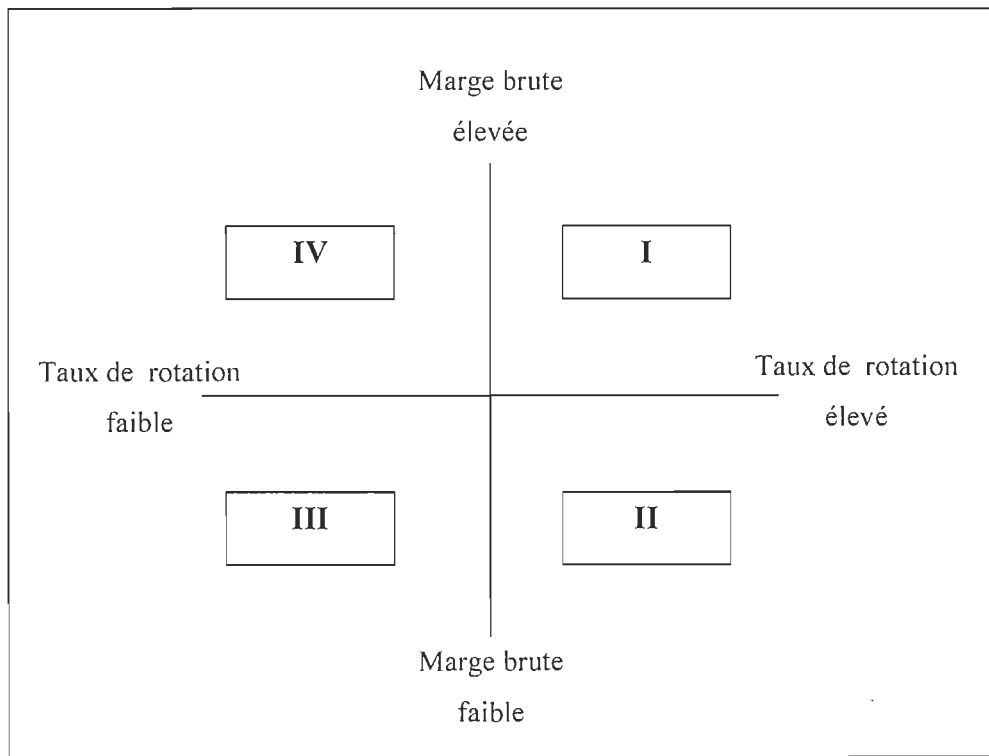 Marge brute
élevée
IV
I
Taux de rotation
faible
Taux de rotation
élevé
III
II
Marge brute
faible